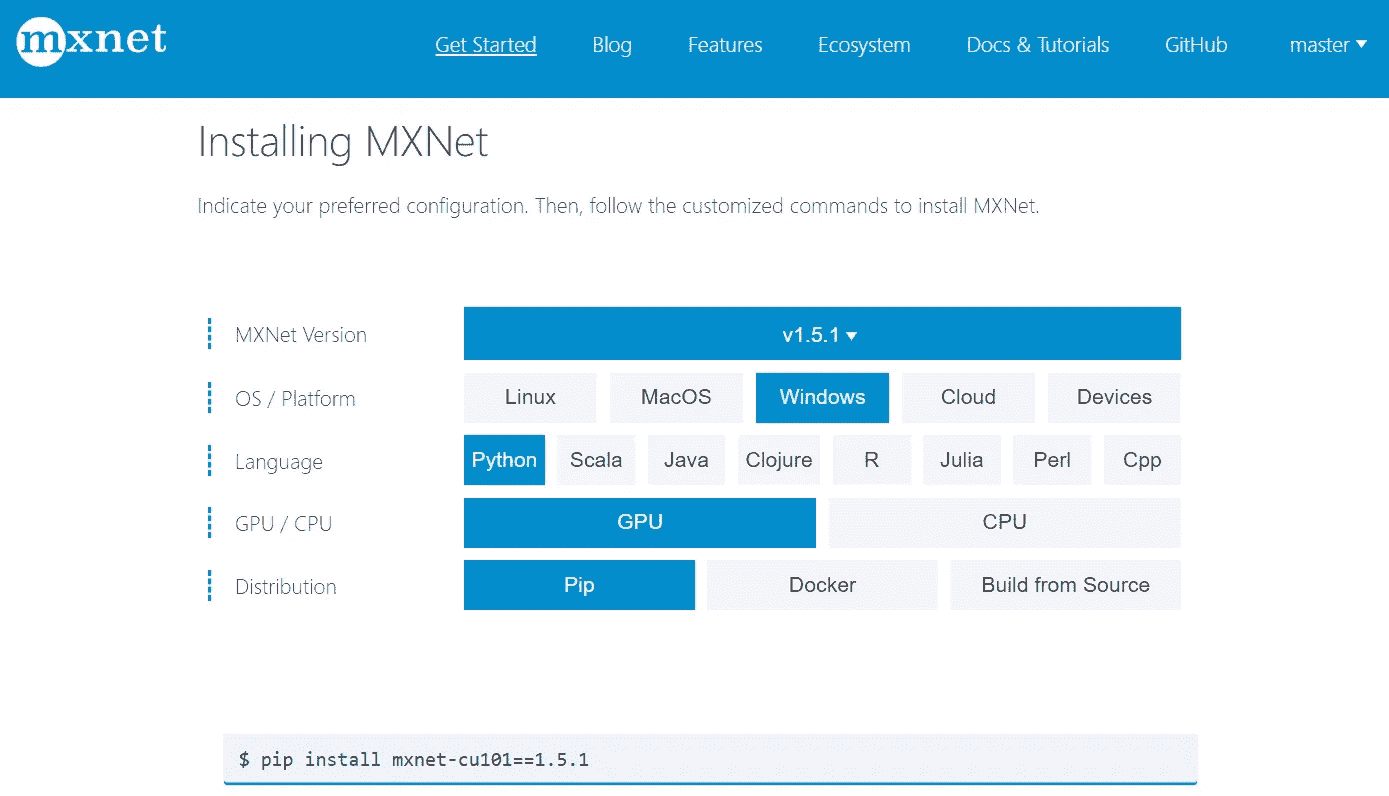 mxnet
Get Started Blog Features Ecosystem Docs & Tutorials GitHub master
Installing MXNet
Indicate your preferred configuration. Then, follow the customized commands to install MXNet.
MXNet Version v1.5.1
OS / Platform Linux MacOS Windows Cloud Devices
Language Python Scala Java Clojure R Julia Perl Cpp
GPU / CPU GPU CPU
Distribution Pip Docker Build from Source
$ pip install mxnet-cu101==1.5.1